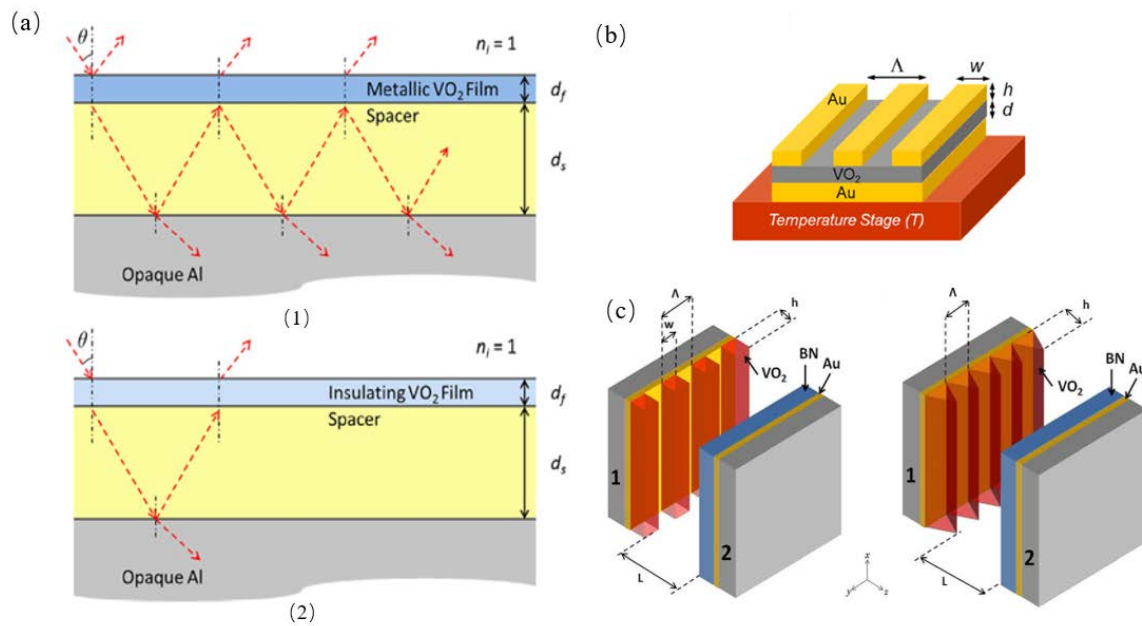 (a)
θ
n_i = 1
Metallic VO₂ Film
d_f
Spacer
d_s
Opaque Al
(1)
θ
n_i = 1
Insulating VO₂ Film
d_f
Spacer
d_s
Opaque Al
(2)
(b)
Λ
w
h
d
Au
VO₂
Au
Temperature Stage (T)
(c)
Λ
w
h
VO₂
BN
Au
1
2
L
Λ
h
VO₂
BN
Au
1
2
L
x
y
z